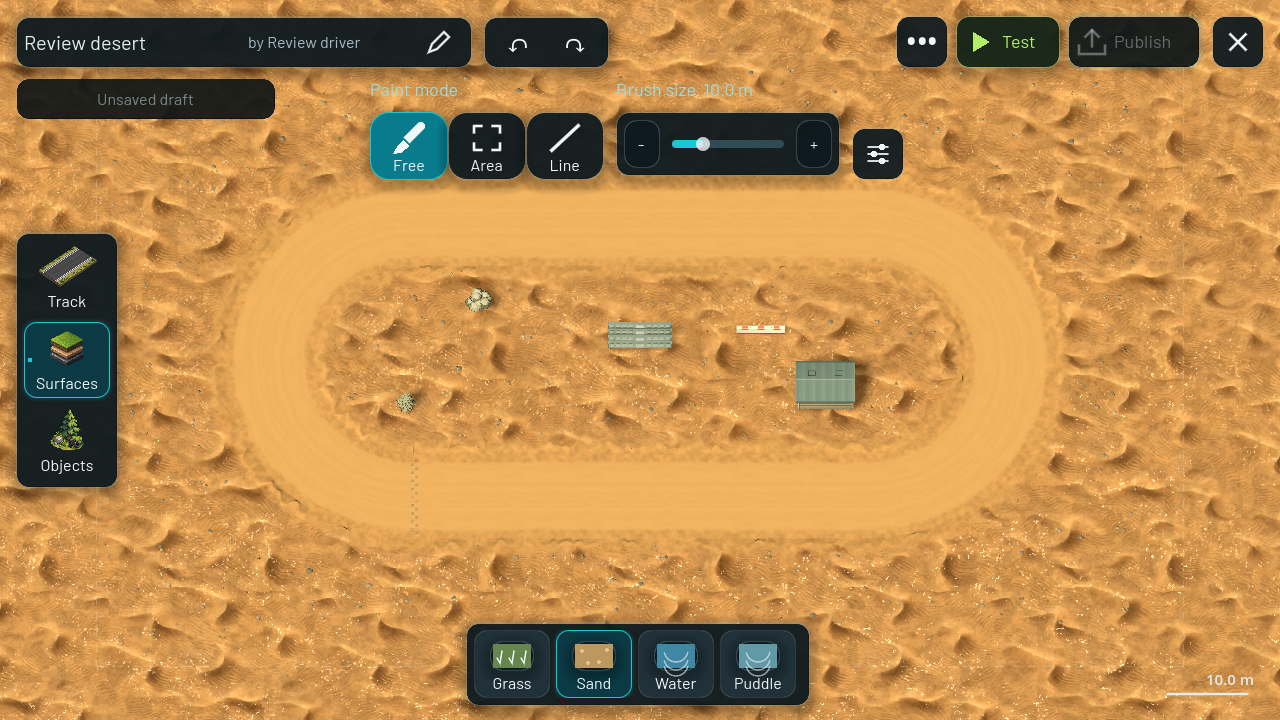 Review desert
by Review driver
Test
Publish
Unsaved draft
Paint mode
Brush size 10.0 m
Free
Area
Line
-
+
Track
Surfaces
Objects
Grass
Sand
Water
Puddle
10.0 m